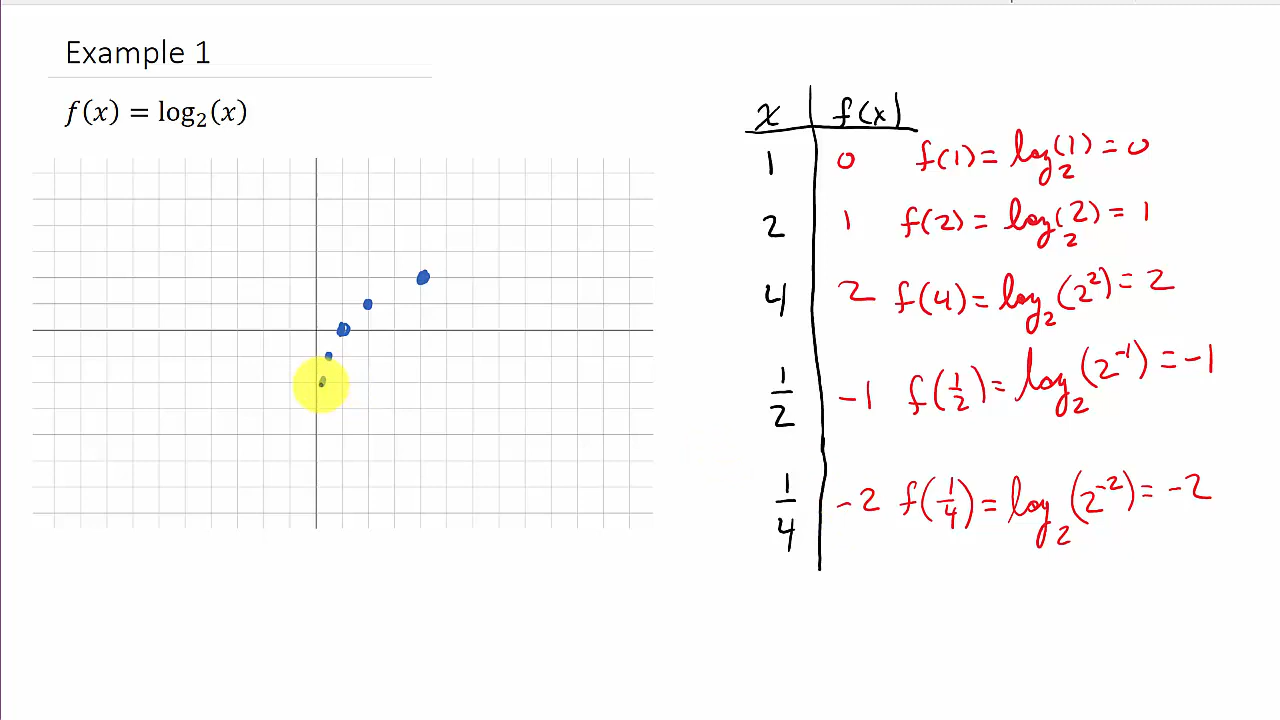 Example 1
f(x) = log₂(x)
x f(x)
1 0 f(1) = log₂(1) = 0
2 1 f(2) = log₂(2) = 1
4 2 f(4) = log₂(2²) = 2
1/2 -1 f(1/2) = log₂(2⁻¹) = -1
1/4 -2 f(1/4) = log₂(2⁻²) = -2